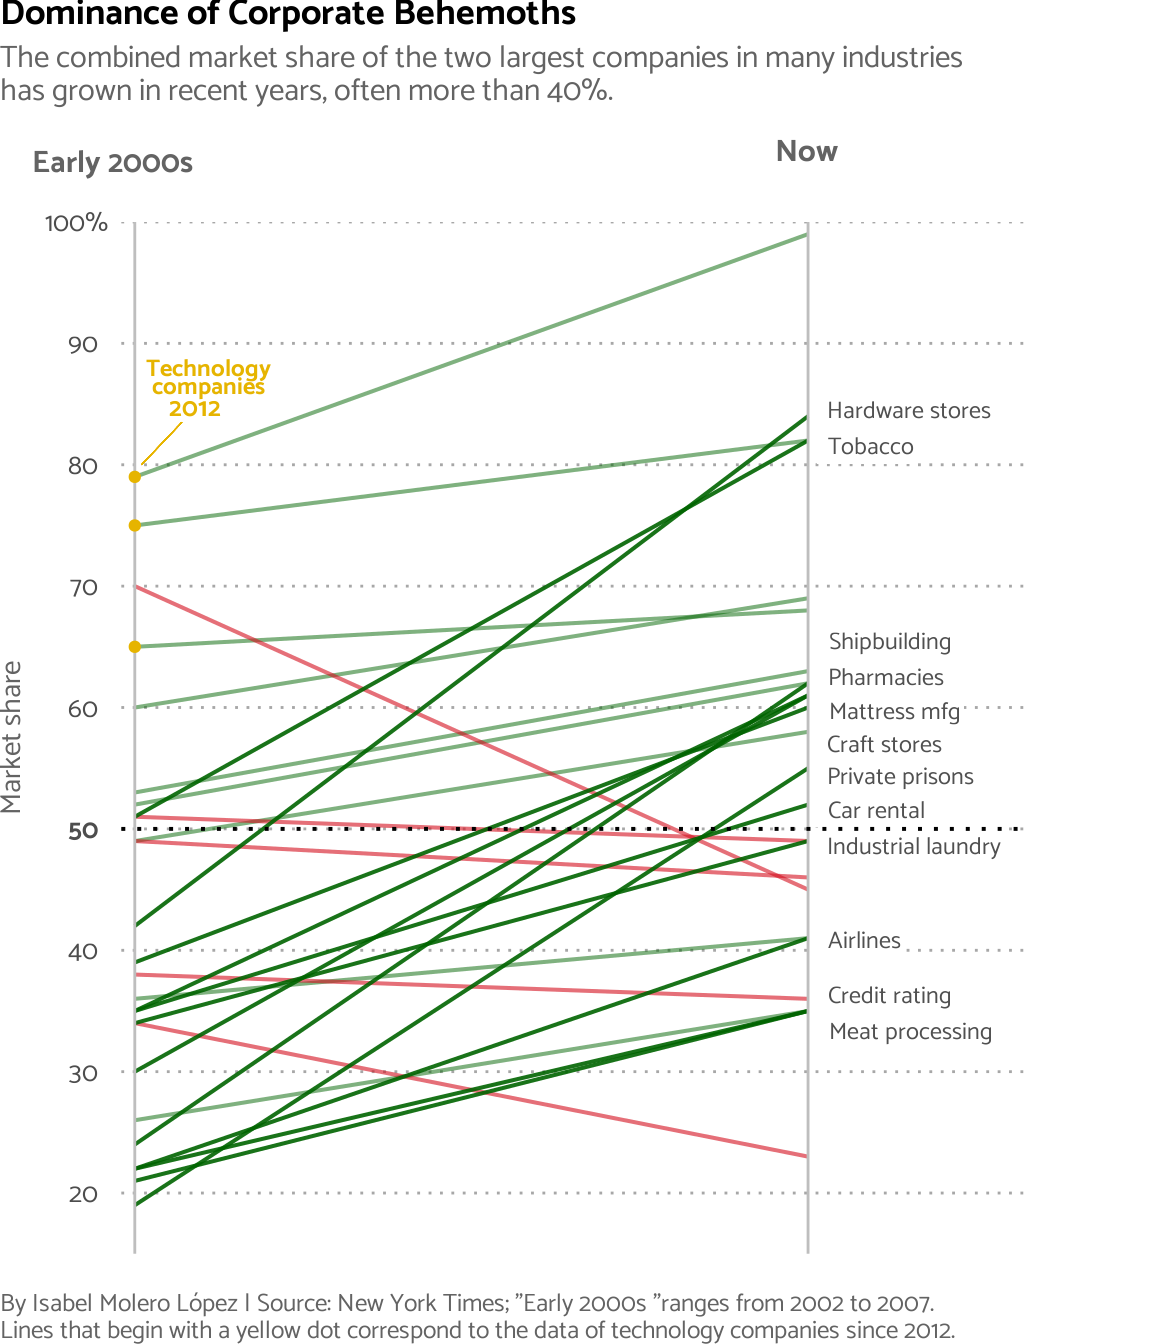 Dominance of Corporate Behemoths
The combined market share of the two largest companies in many industries
has grown in recent years, often more than 40%.
Early 2000s
Now
100%
90
Technology
companies
2012
Hardware stores
Tobacco
80
70
Shipbuilding
Pharmacies
60
Mattress mfg
Craft stores
Private prisons
Car rental
50
Industrial laundry
Market share
40
Airlines
Credit rating
Meat processing
30
20
By Isabel Molero López | Source: New York Times; "Early 2000s "ranges from 2002 to 2007.
Lines that begin with a yellow dot correspond to the data of technology companies since 2012.